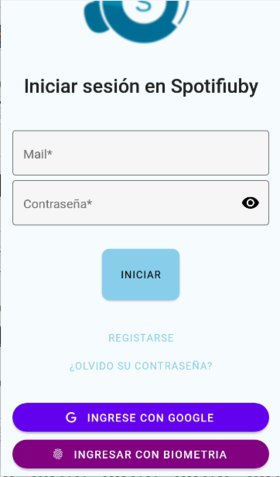 S
Iniciar sesión en Spotifiuby
Mail*
Contraseña*
INICIAR
REGISTARSE
¿OLVIDO SU CONTRASEÑA?
G INGRESE CON GOOGLE
INGRESAR CON BIOMETRIA